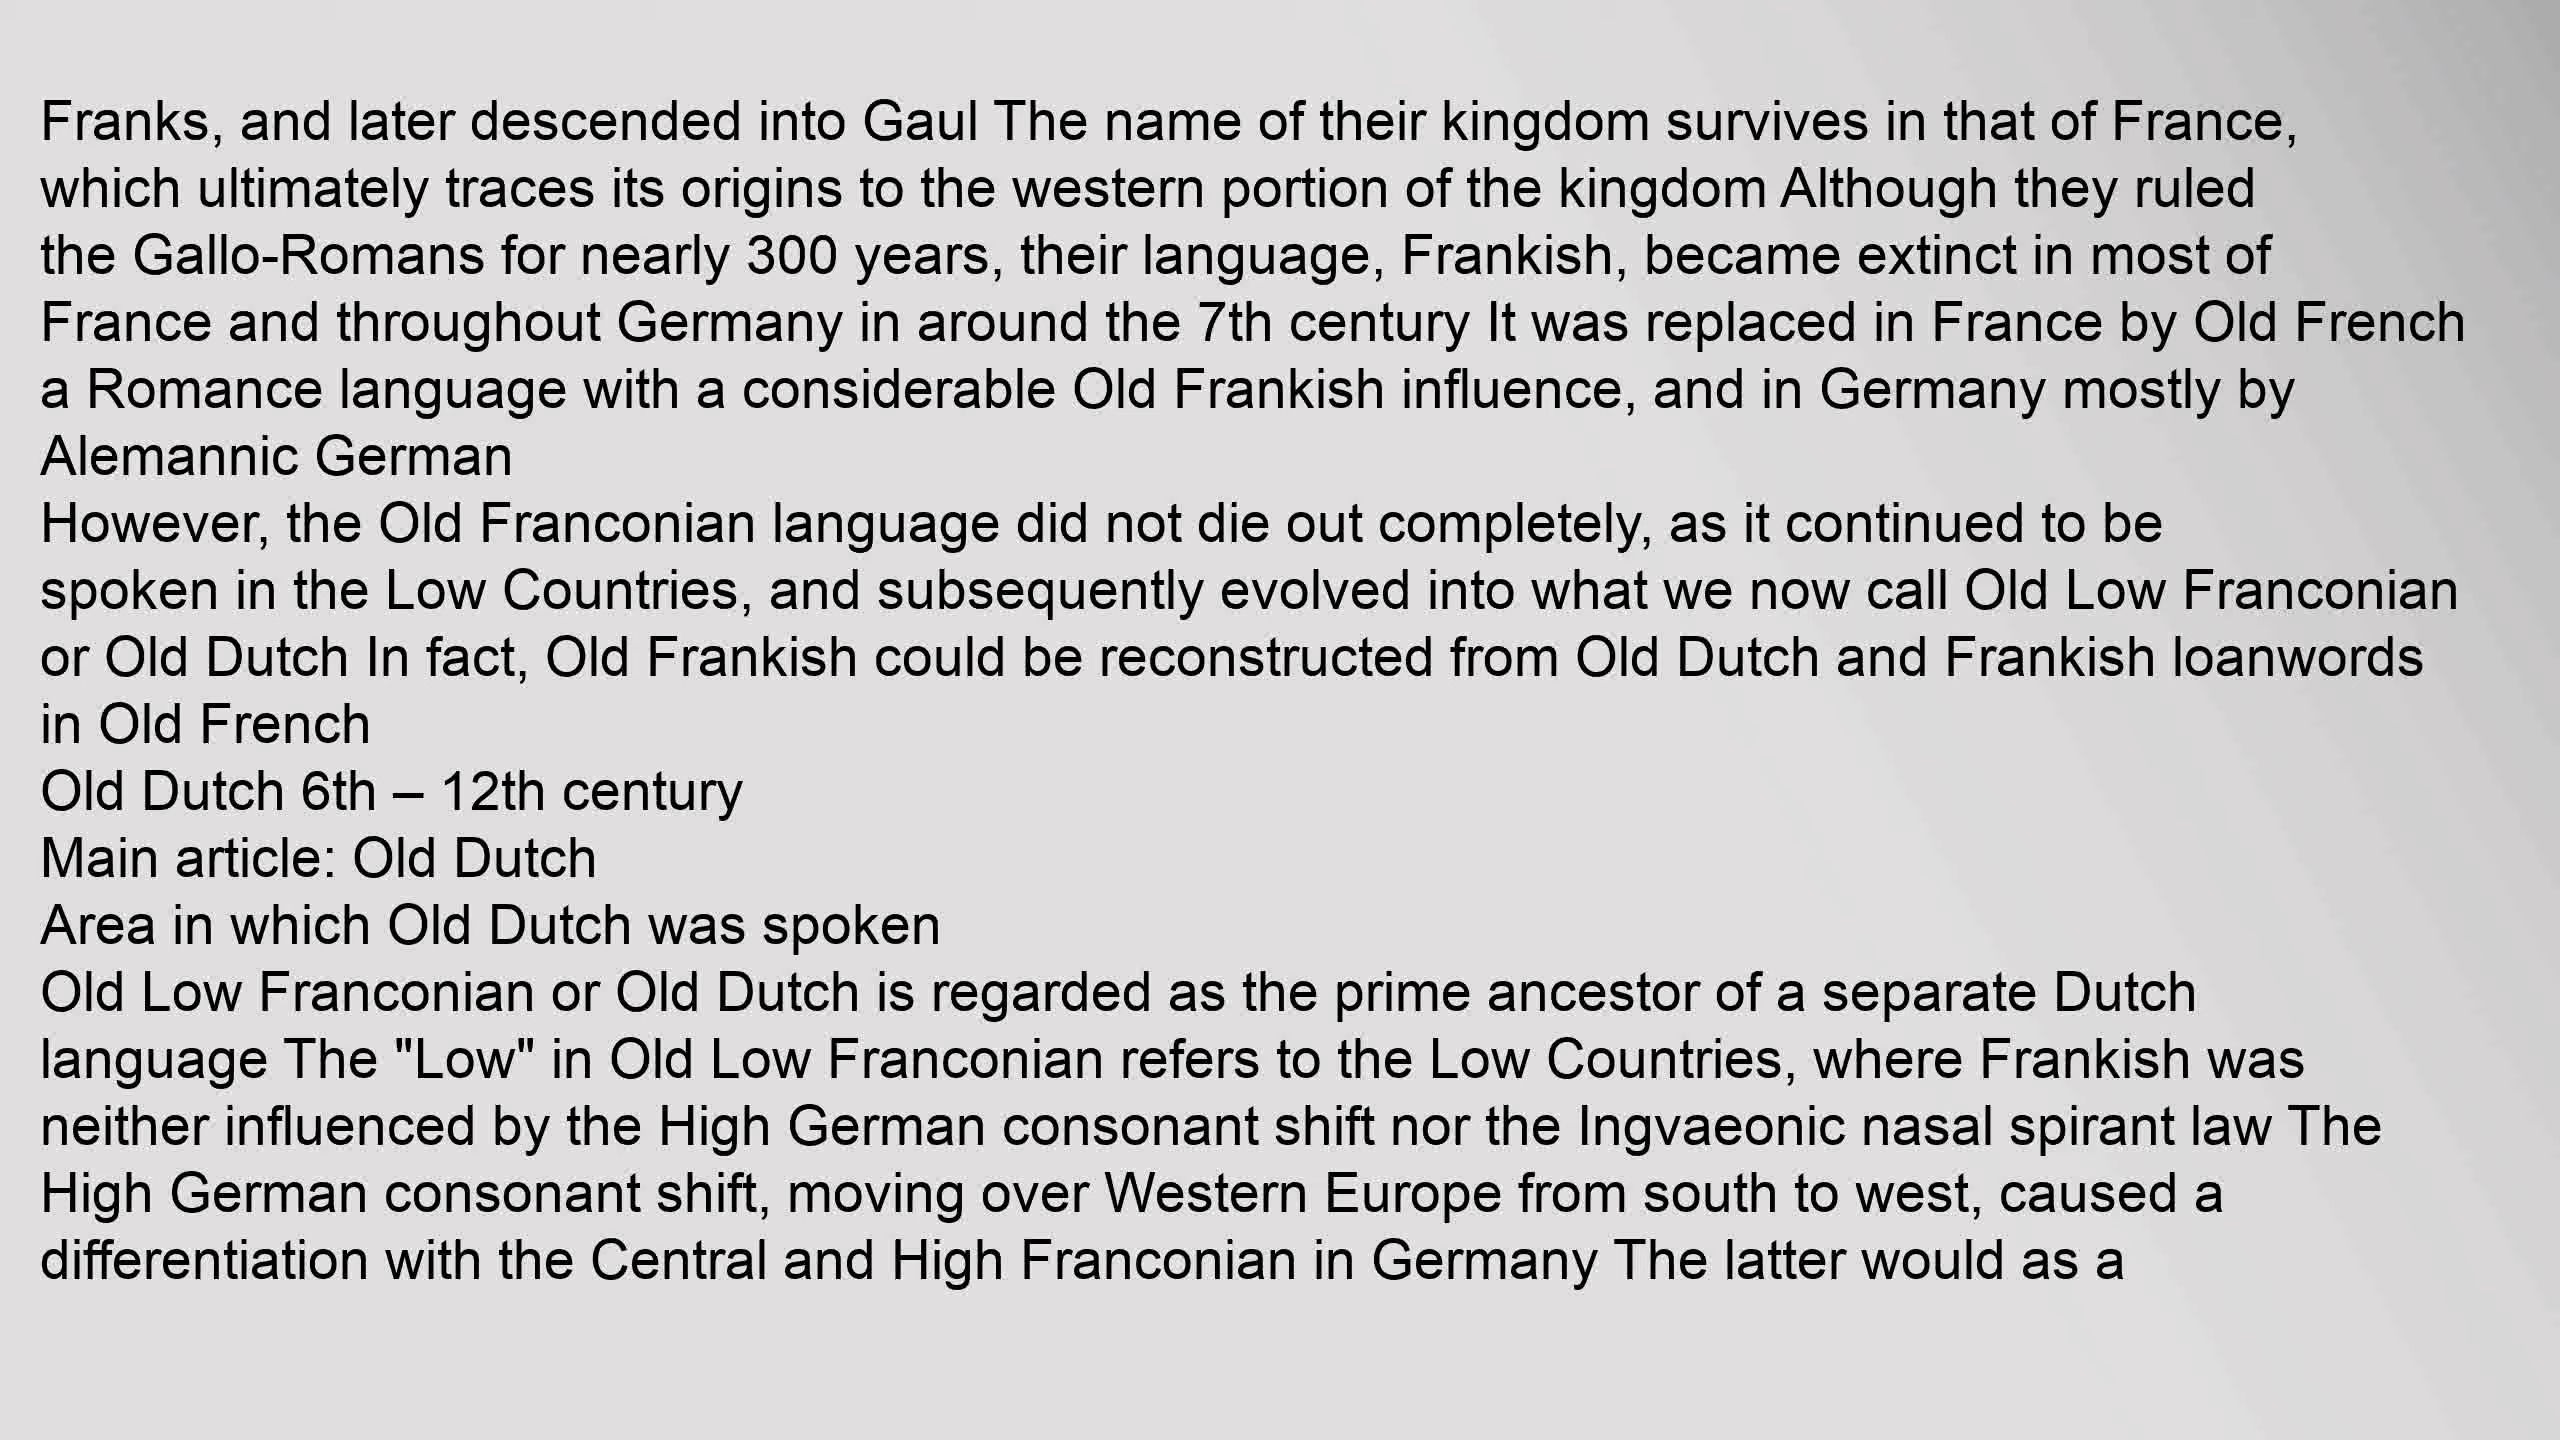 Franks, and later descended into Gaul The name of their kingdom survives in that of France,
which ultimately traces its origins to the western portion of the kingdom Although they ruled
the Gallo-Romans for nearly 300 years, their language, Frankish, became extinct in most of
France and throughout Germany in around the 7th century It was replaced in France by Old French
a Romance language with a considerable Old Frankish influence, and in Germany mostly by
Alemannic German
However, the Old Franconian language did not die out completely, as it continued to be
spoken in the Low Countries, and subsequently evolved into what we now call Old Low Franconian
or Old Dutch In fact, Old Frankish could be reconstructed from Old Dutch and Frankish loanwords
in Old French
Old Dutch 6th – 12th century
Main article: Old Dutch
Area in which Old Dutch was spoken
Old Low Franconian or Old Dutch is regarded as the prime ancestor of a separate Dutch
language The "Low" in Old Low Franconian refers to the Low Countries, where Frankish was
neither influenced by the High German consonant shift nor the Ingvaeonic nasal spirant law The
High German consonant shift, moving over Western Europe from south to west, caused a
differentiation with the Central and High Franconian in Germany The latter would as a